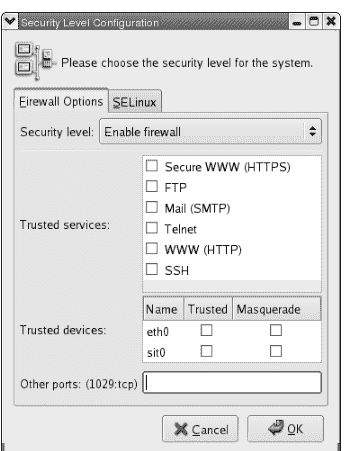 Security Level Configuration
Please choose the security level for the system.
Firewall Options SELinux
Security level: Enable firewall
Trusted services:
Secure WWW (HTTPS)
FTP
Mail (SMTP)
Telnet
WWW (HTTP)
SSH
Trusted devices:
Name Trusted Masquerade
eth0
sit0
Other ports: (1029:tcp)
Cancel OK